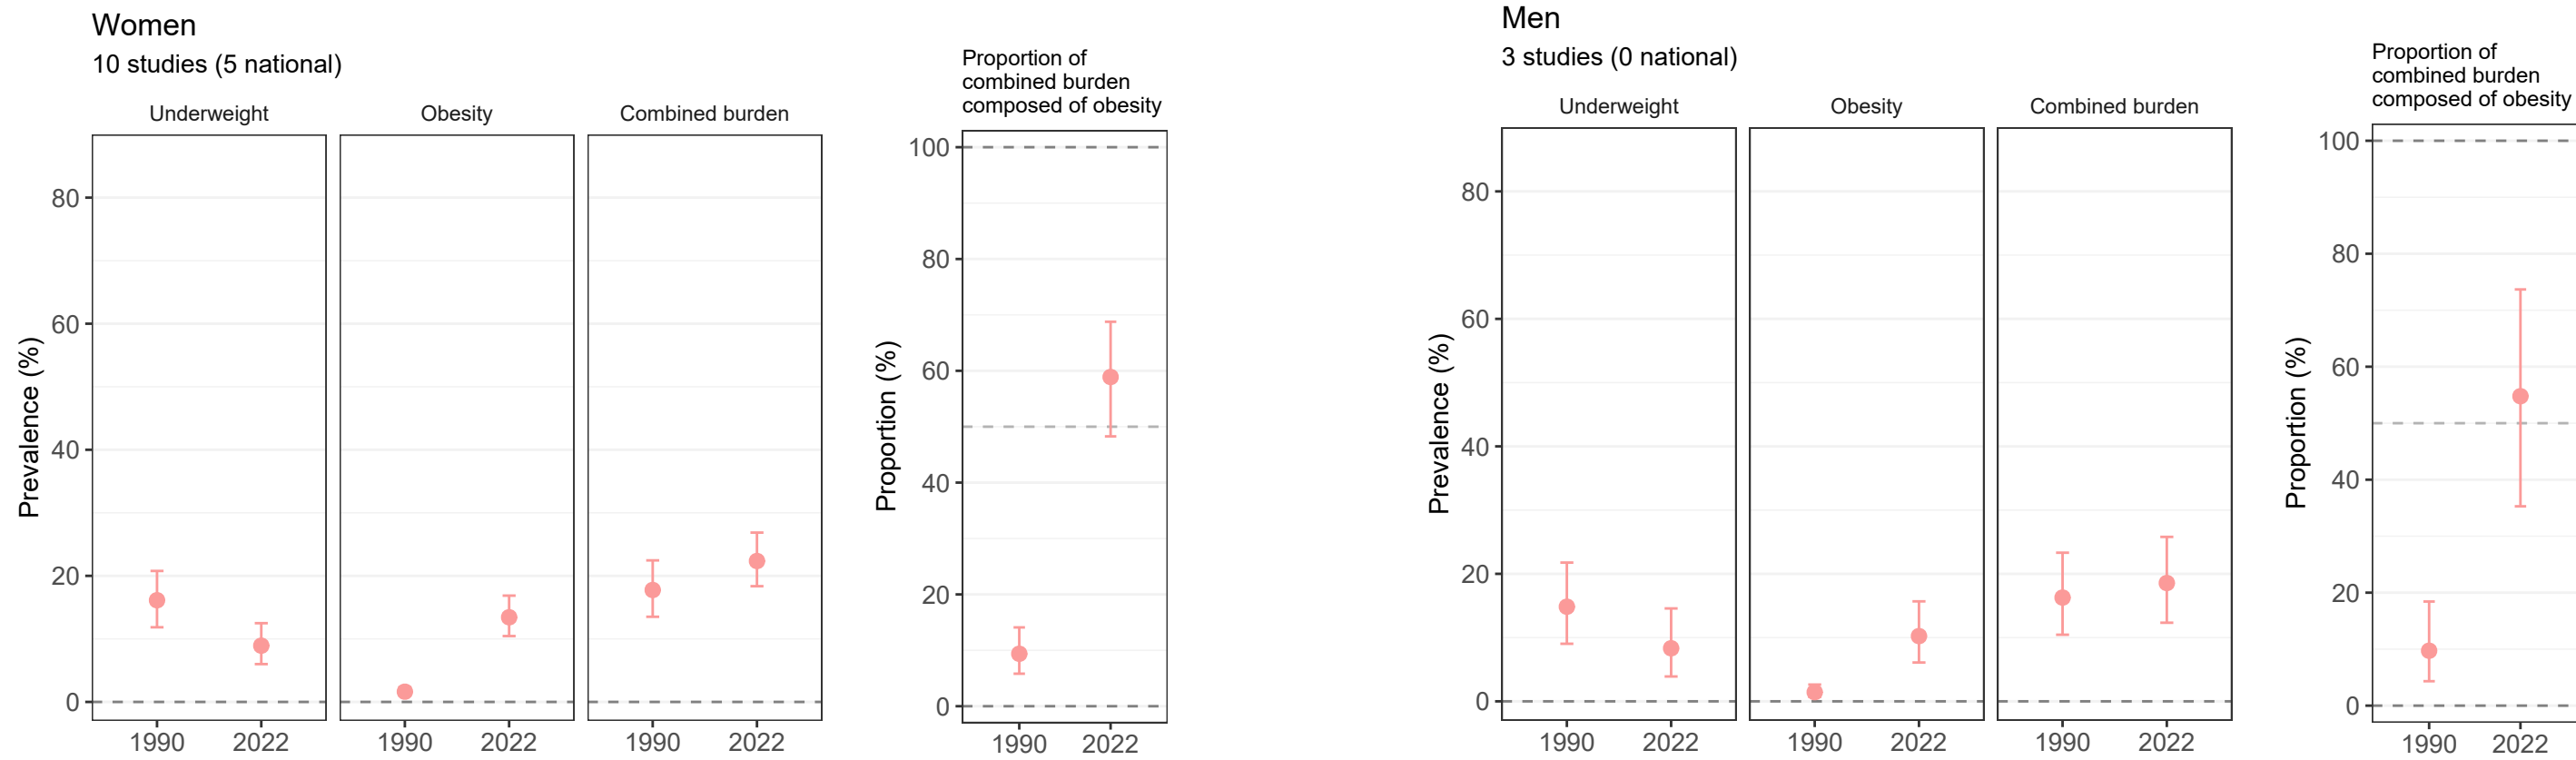 Women
10 studies (5 national)
Underweight
Obesity
Combined burden
Prevalence (%)
80
60
40
20
0
1990 2022
1990 2022
1990 2022
Proportion of
combined burden
composed of obesity
Proportion (%)
100
80
60
40
20
0
1990 2022
Men
3 studies (0 national)
Underweight
Obesity
Combined burden
Prevalence (%)
80
60
40
20
0
1990 2022
1990 2022
1990 2022
Proportion of
combined burden
composed of obesity
Proportion (%)
100
80
60
40
20
0
1990 2022